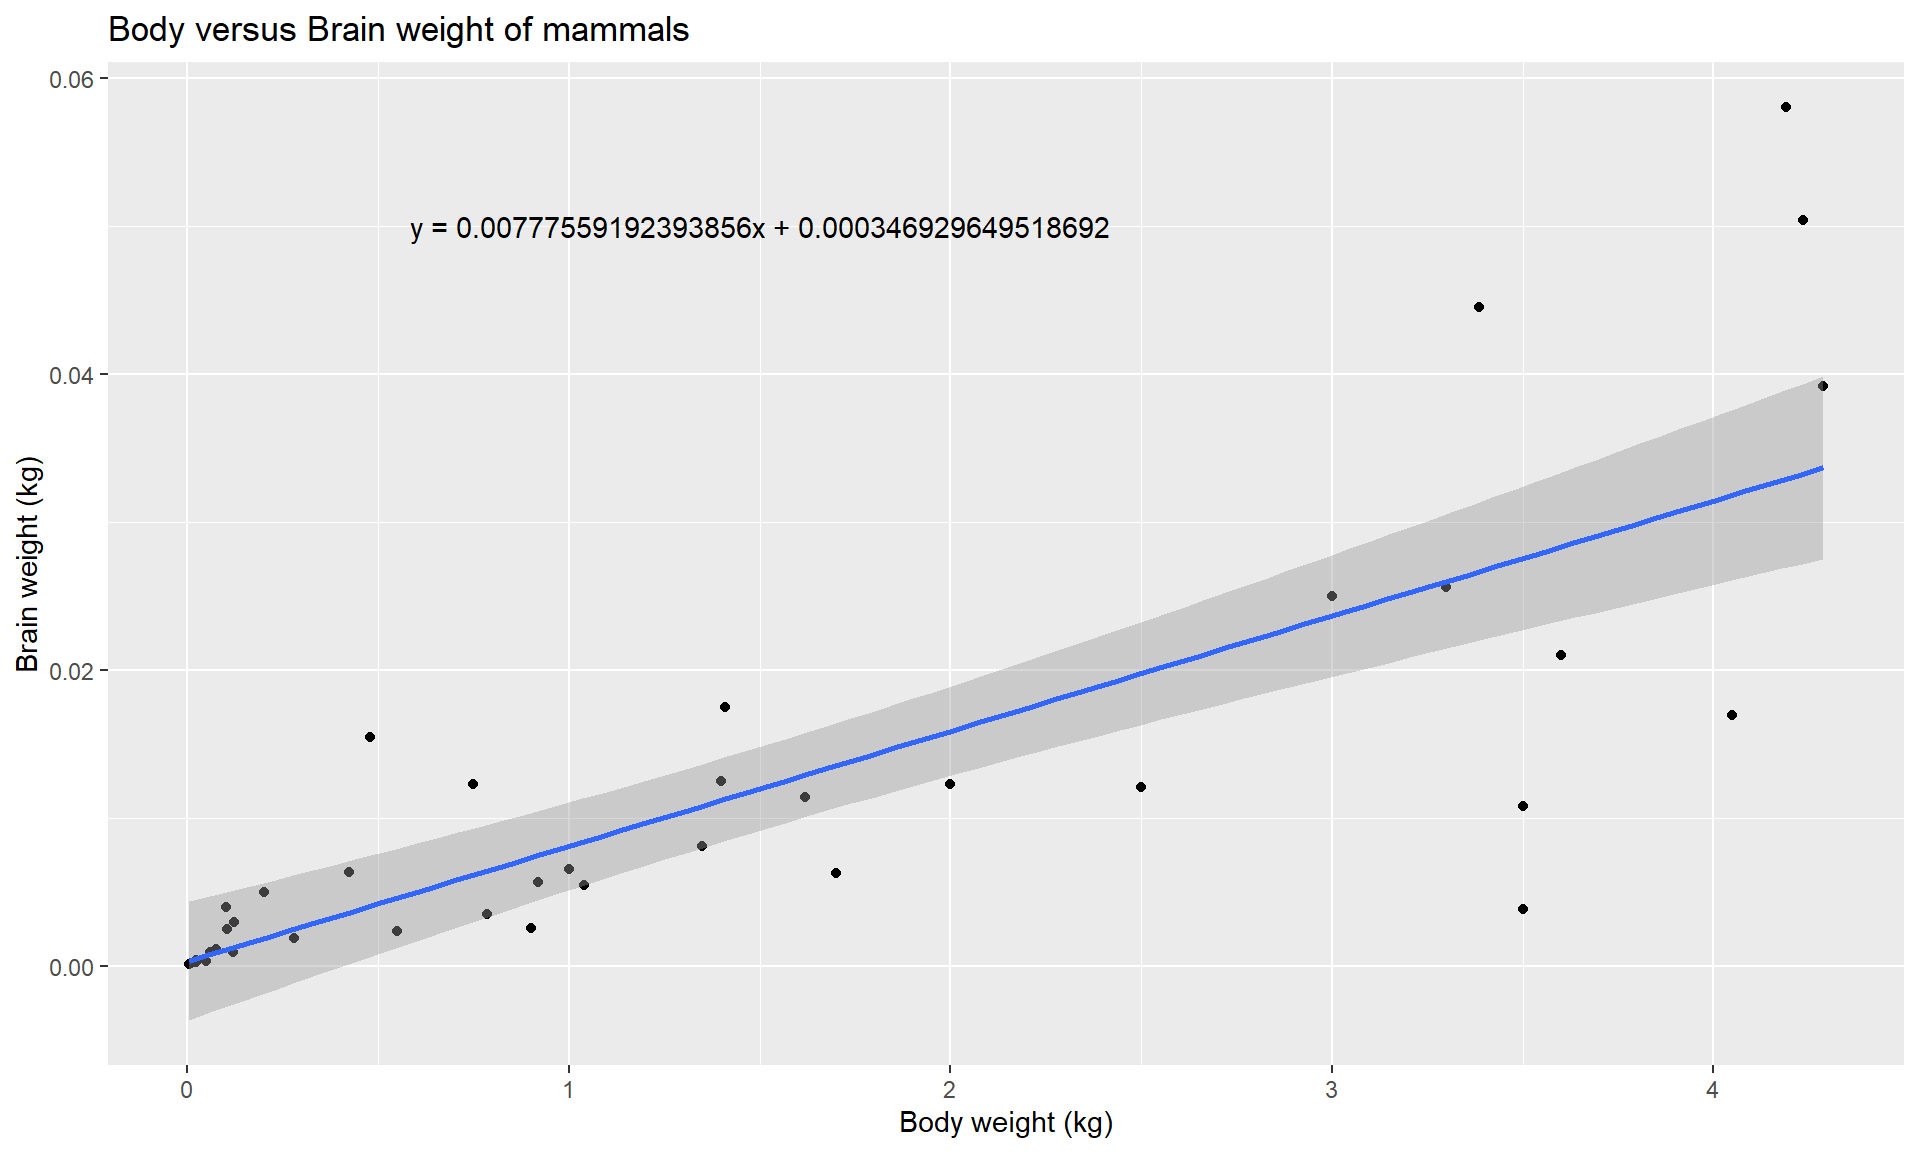 Body versus Brain weight of mammals
0.06
y = 0.00777559192393856x + 0.000346929649518692
0.04
Brain weight (kg)
0.02
0.00
0 1 2 3 4
Body weight (kg)